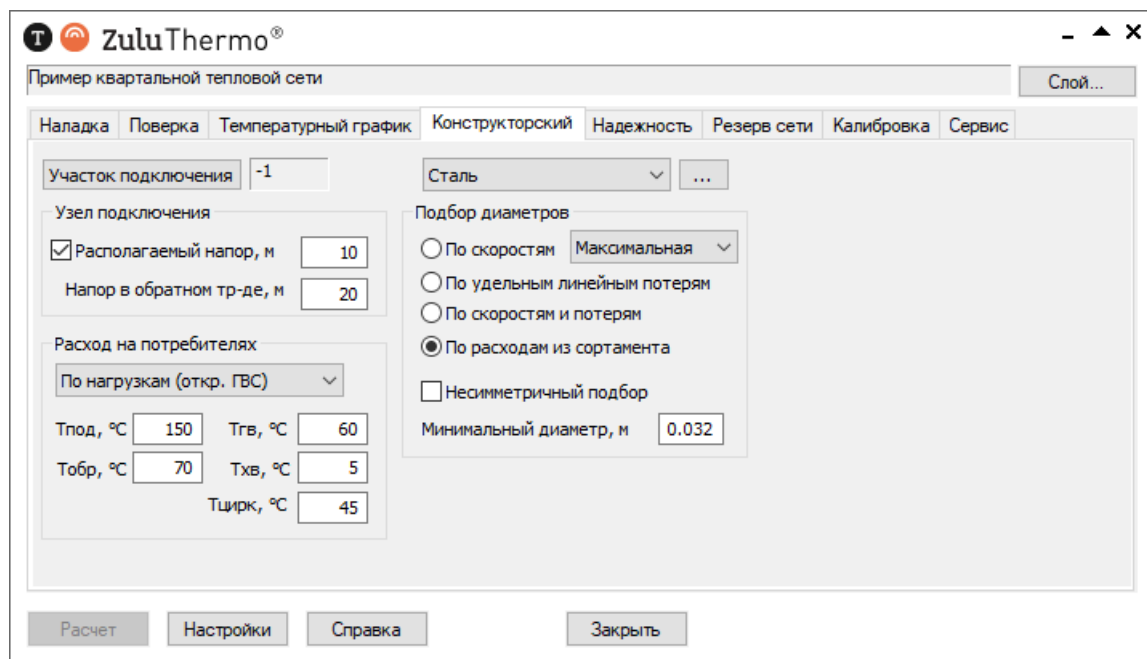 T ZuluThermo®
Пример квартальной тепловой сети
Слой...
Наладка Поверка Температурный график Конструкторский Надежность Резерв сети Калибровка Сервис
Участок подключения -1 Сталь ...
Узел подключения
Располагаемый напор, м 10
Напор в обратном тр-де, м 20
Расход на потребителях
По нагрузкам (откр. ГВС)
Тпод, °C 150 Тгв, °C 60
Тобр, °C 70 Тхв, °C 5
Тцирк, °C 45
Подбор диаметров
По скоростям Максимальная
По удельным линейным потерям
По скоростям и потерям
По расходам из сортамента
Несимметричный подбор
Минимальный диаметр, м 0.032
Расчет Настройки Справка Закрыть